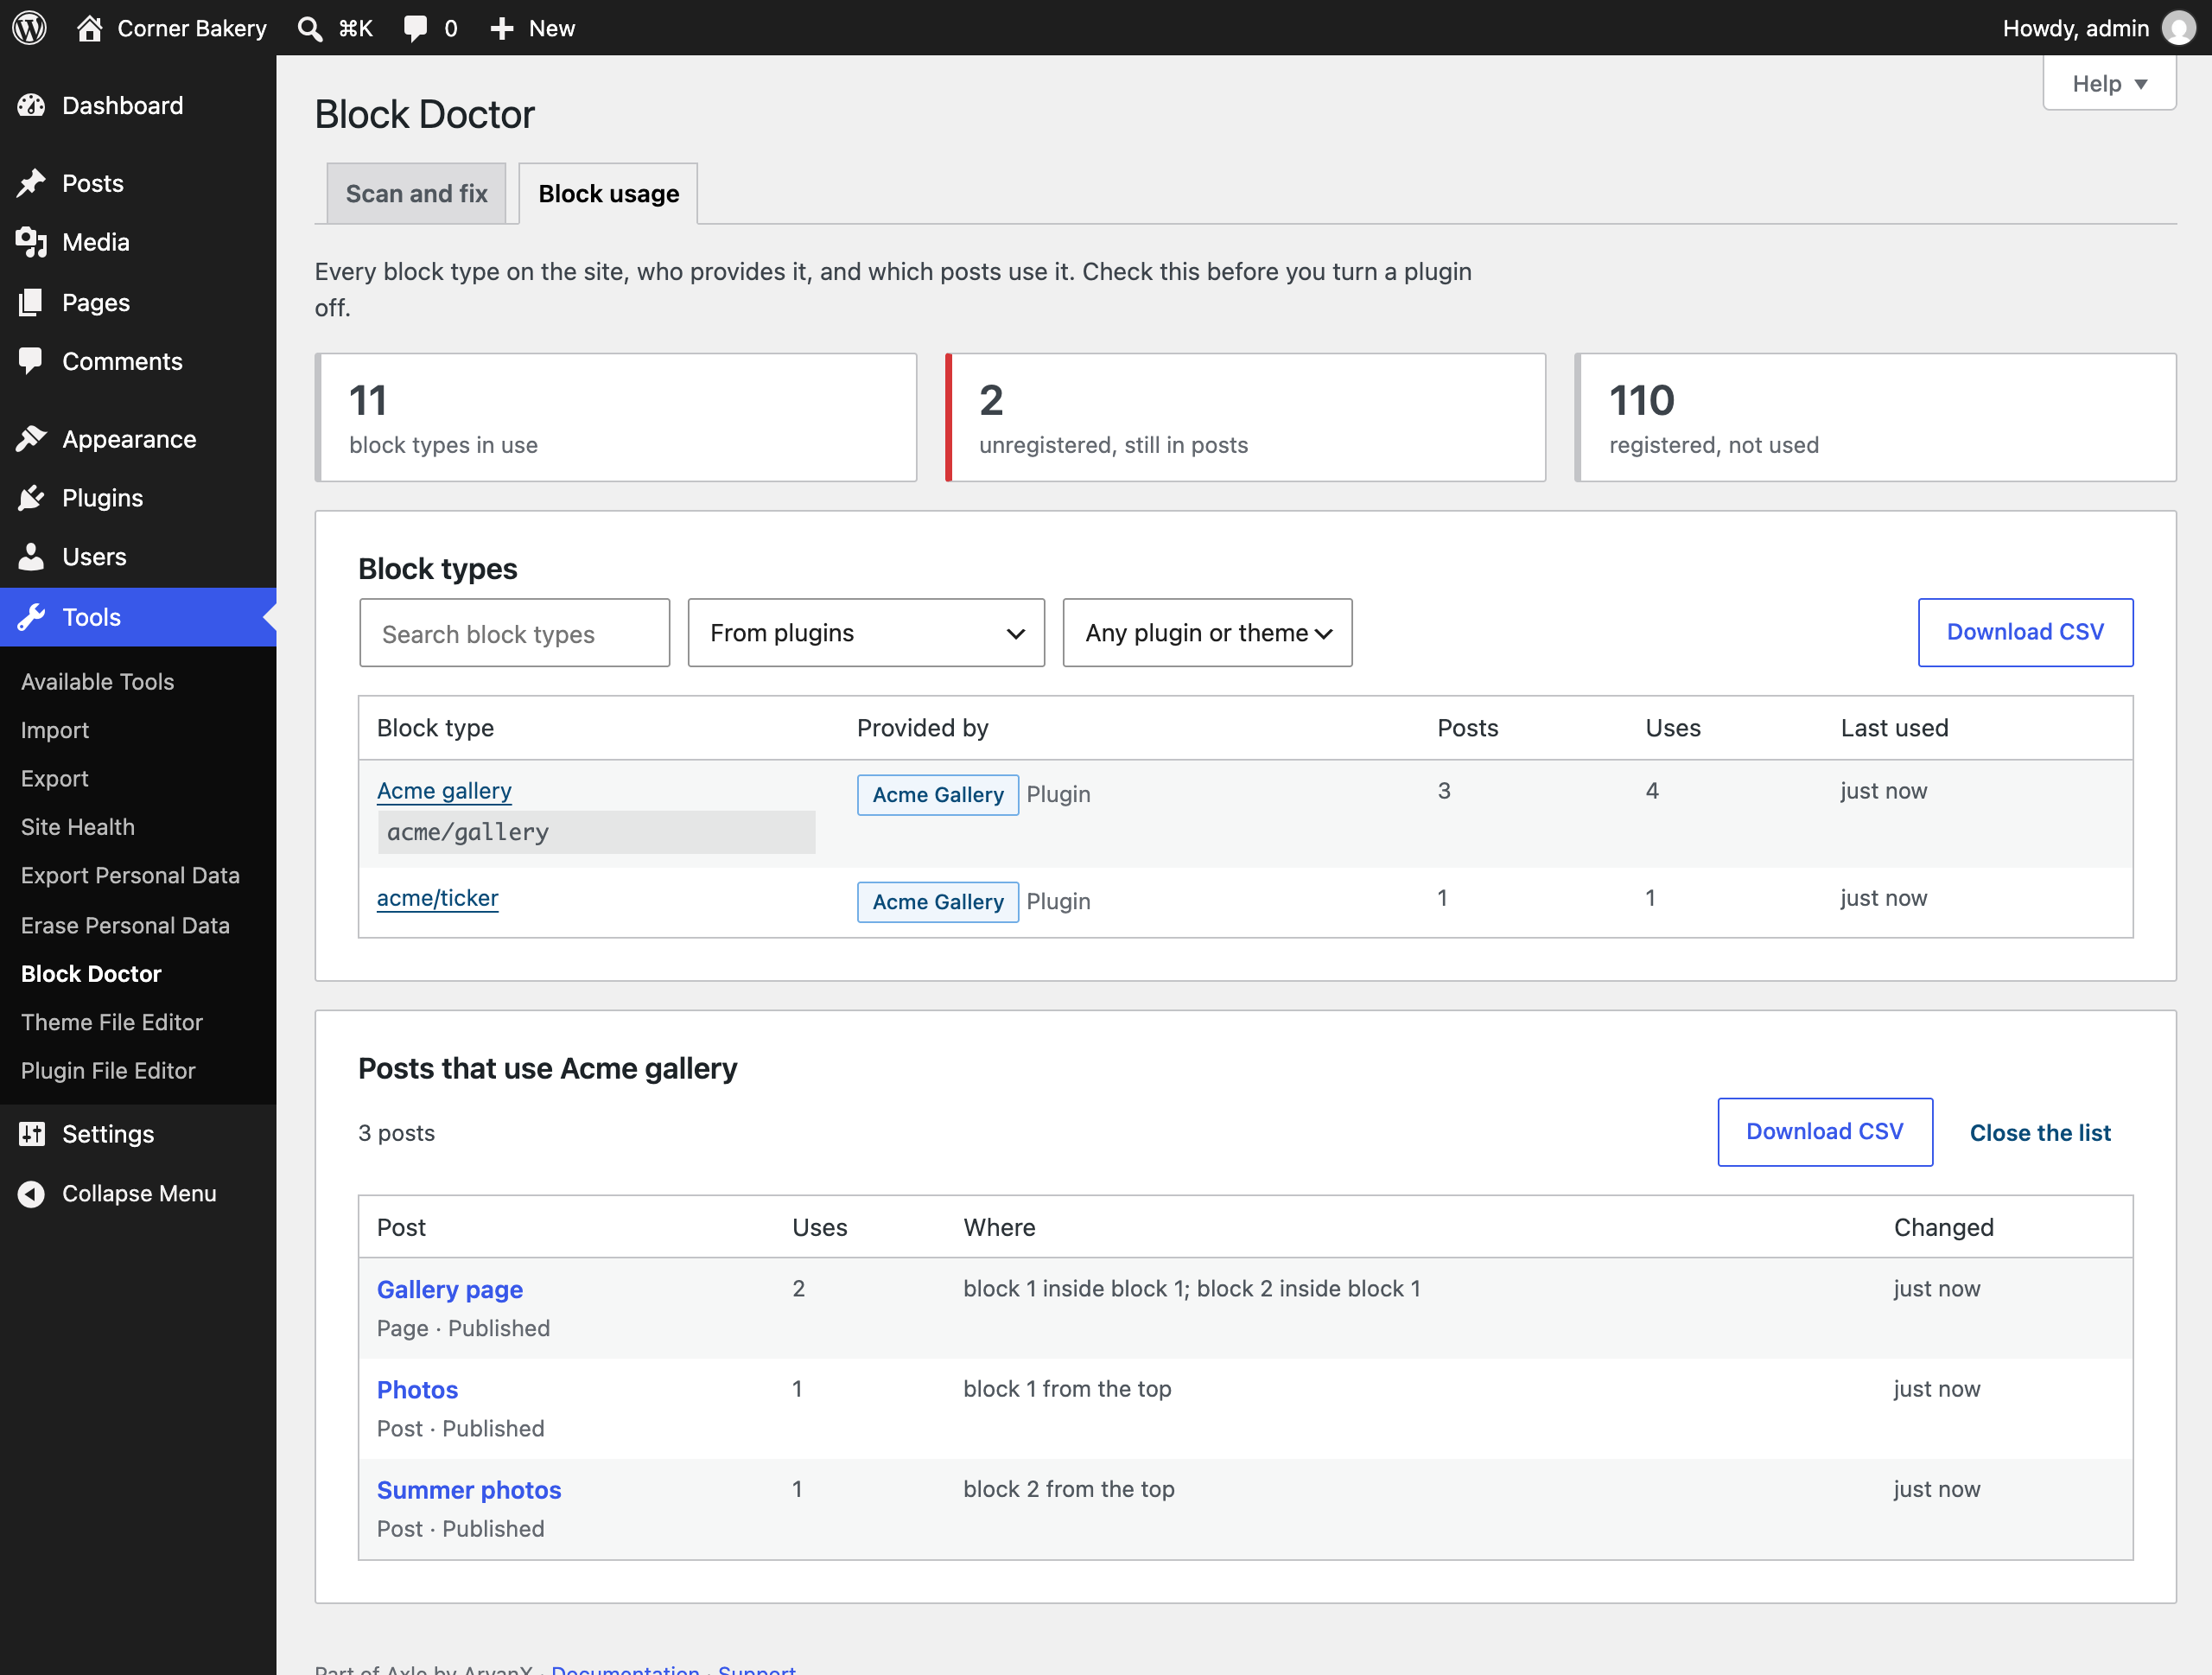 Corner Bakery ⌘K 0 New Howdy, admin
Help ▼
Dashboard
Posts
Media
Pages
Comments
Appearance
Plugins
Users
Tools
Available Tools
Import
Export
Site Health
Export Personal Data
Erase Personal Data
Block Doctor
Theme File Editor
Plugin File Editor
Settings
Collapse Menu
Block Doctor
Scan and fix Block usage
Every block type on the site, who provides it, and which posts use it. Check this before you turn a plugin
off.
11
block types in use
2
unregistered, still in posts
110
registered, not used
Block types
Search block types From plugins Any plugin or theme Download CSV
Block type Provided by Posts Uses Last used
Acme gallery Acme Gallery Plugin 3 4 just now
acme/gallery
acme/ticker Acme Gallery Plugin 1 1 just now
Posts that use Acme gallery
3 posts Download CSV Close the list
Post Uses Where Changed
Gallery page 2 block 1 inside block 1; block 2 inside block 1 just now
Page · Published
Photos 1 block 1 from the top just now
Post · Published
Summer photos 1 block 2 from the top just now
Post · Published
Part of Axlo by AryanX · Documentation · Support